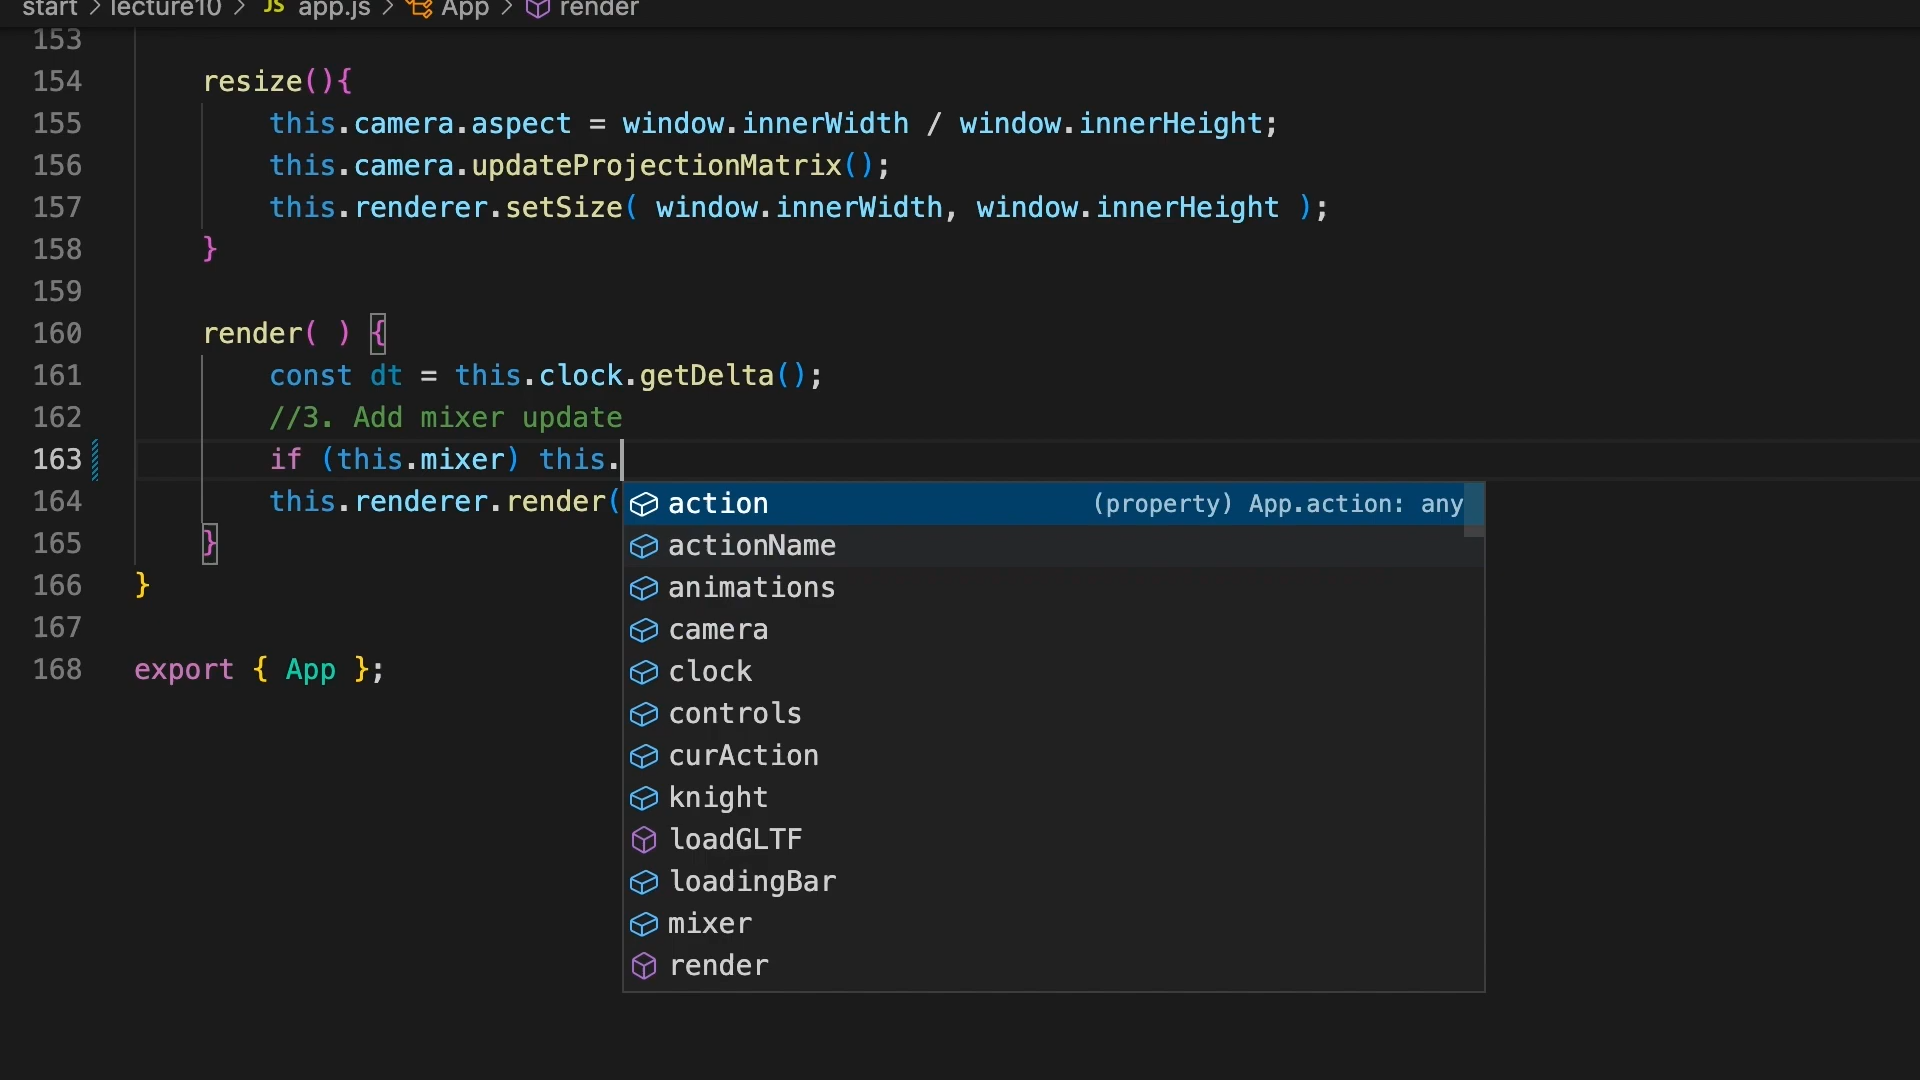 start > lecture10 > JS app.js > App > render
153
154 resize(){
155 this.camera.aspect = window.innerWidth / window.innerHeight;
156 this.camera.updateProjectionMatrix();
157 this.renderer.setSize( window.innerWidth, window.innerHeight );
158 }
159
160 render( ) {
161 const dt = this.clock.getDelta();
162 //3. Add mixer update
163 if (this.mixer) this.
164 this.renderer.render(
action (property) App.action: any
165 }
actionName
166 }
animations
167
camera
168 export { App };
clock
controls
curAction
knight
loadGLTF
loadingBar
mixer
render